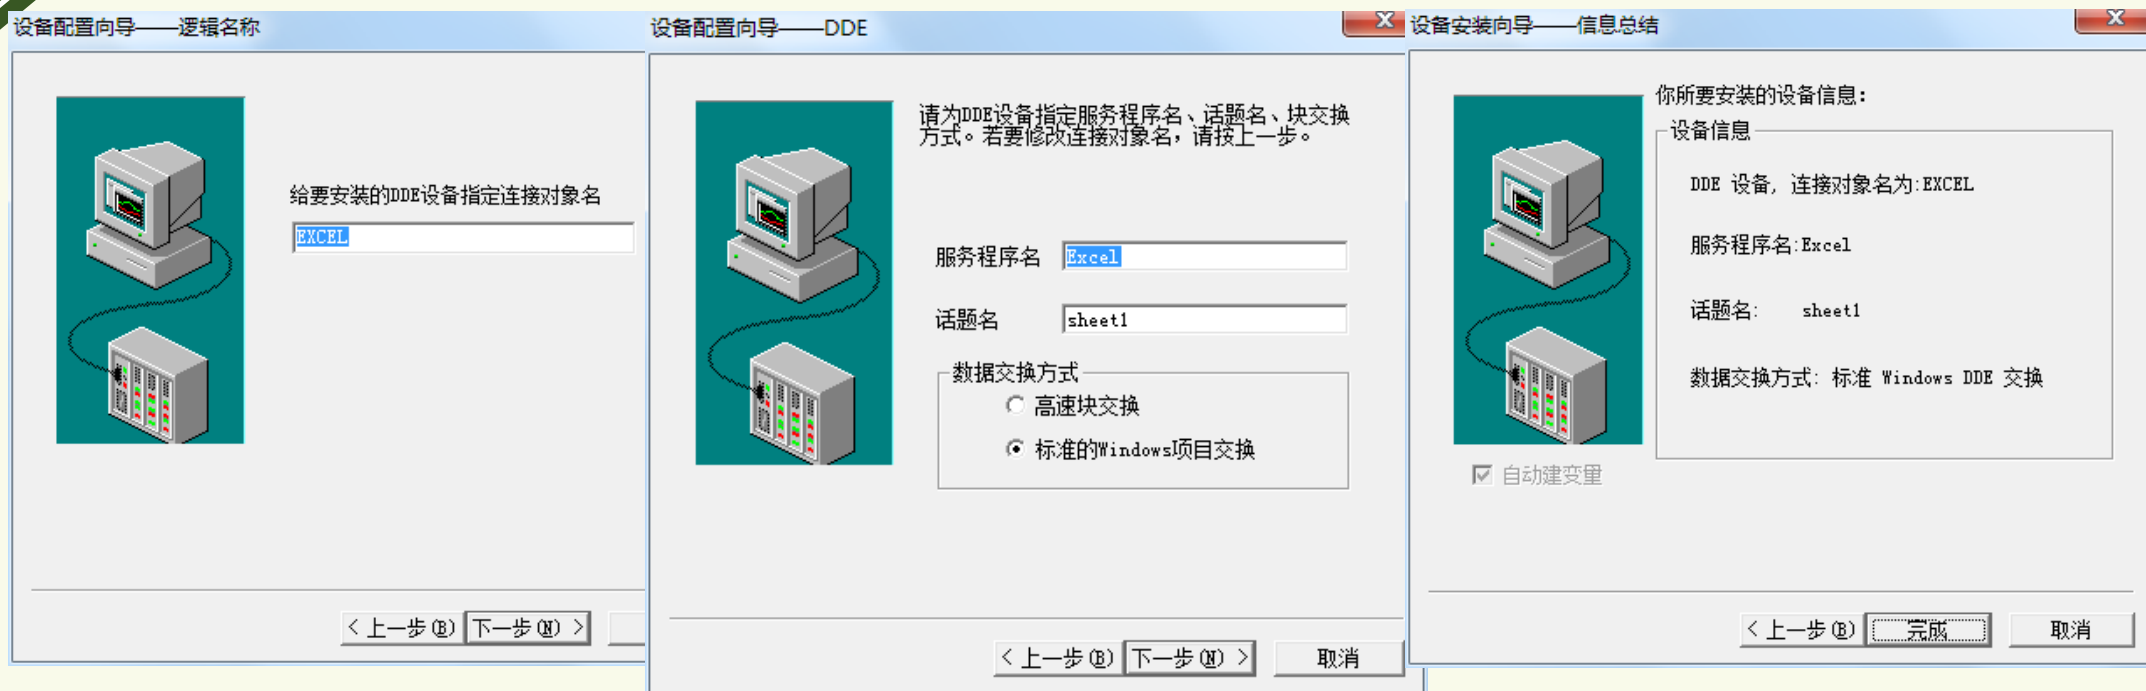 设备配置向导——逻辑名称
给要安装的DDE设备指定连接对象名
EXCEL
< 上一步(B)
下一步(N) >
设备配置向导——DDE
请为DDE设备指定服务程序名、话题名、块交换
方式。若要修改连接对象名，请按上一步。
服务程序名 Excel
话题名 sheet1
数据交换方式
高速块交换
标准的Windows项目交换
< 上一步(B) 下一步(N) > 取消
设备安装向导——信息总结
你所要安装的设备信息:
设备信息
DDE 设备, 连接对象名为:EXCEL
服务程序名:Excel
话题名: sheet1
数据交换方式: 标准 Windows DDE 交换
自动建变量
< 上一步(B) 完成 取消